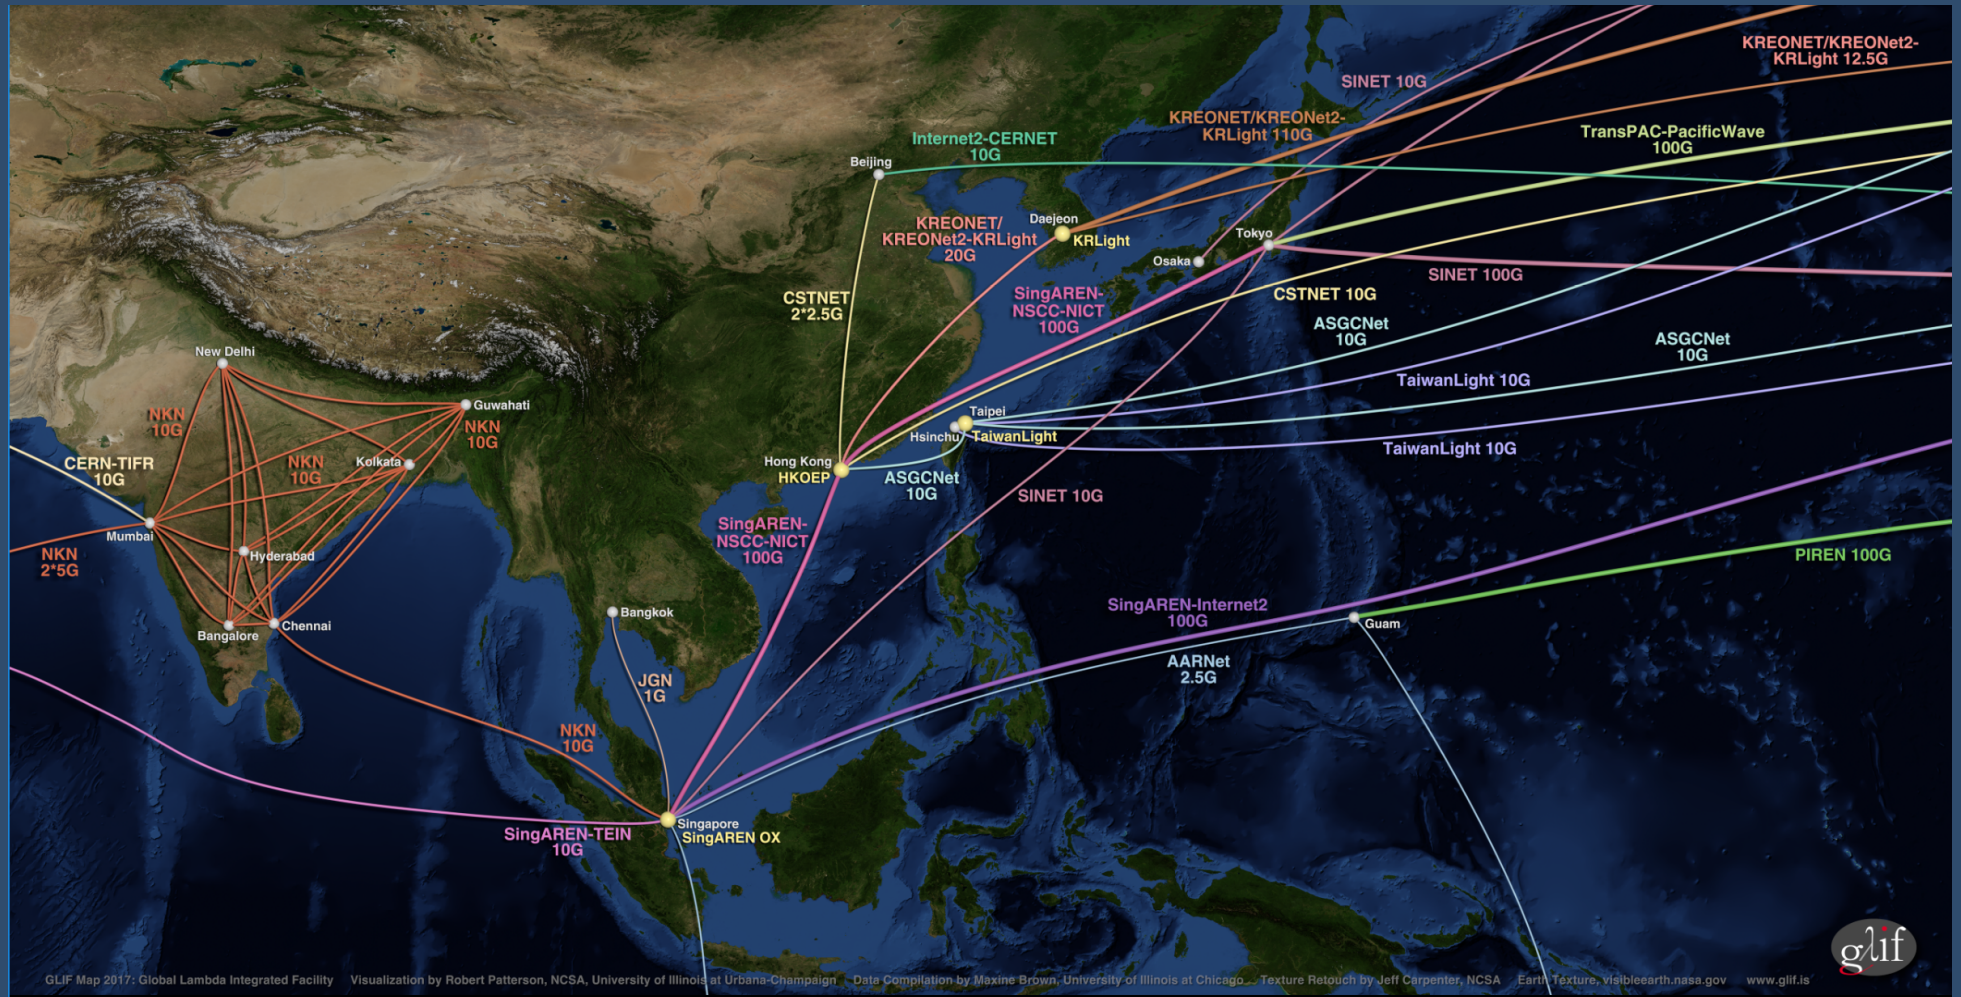 KREONET/KREONet2-
KRLight 12.5G
SINET 10G
KREONET/KREONet2-
KRLight 110G
TransPAC-PacificWave
100G
Internet2-CERNET
10G
Beijing
Daejeon
KRLight
KREONET/
KREONet2-KRLight
20G
Tokyo
Osaka
SINET 100G
CSTNET
2*2.5G
SingAREN-
NSCC-NICT
100G
CSTNET 10G
ASGCNet
10G
ASGCNet
10G
New Delhi
TaiwanLight 10G
NKN
10G
Guwahati
NKN
10G
Taipei
Hsinchu
TaiwanLight
TaiwanLight 10G
CERN-TIFR
10G
NKN
10G
Kolkata
Hong Kong
HKOEP
ASGCNet
10G
SINET 10G
Mumbai
NKN
2*5G
Hyderabad
SingAREN-
NSCC-NICT
100G
PIREN 100G
Bangkok
SingAREN-Internet2
100G
Guam
Bangalore
Chennai
AARNet
2.5G
JGN
1G
NKN
10G
SingAREN-TEIN
10G
Singapore
SingAREN OX
glif
GLIF Map 2017: Global Lambda Integrated Facility Visualization by Robert Patterson, NCSA, University of Illinois at Urbana-Champaign Data Compilation by Maxine Brown, University of Illinois at Chicago Texture Retouch by Jeff Carpenter, NCSA Earth Texture, visibleearth.nasa.gov www.glif.is